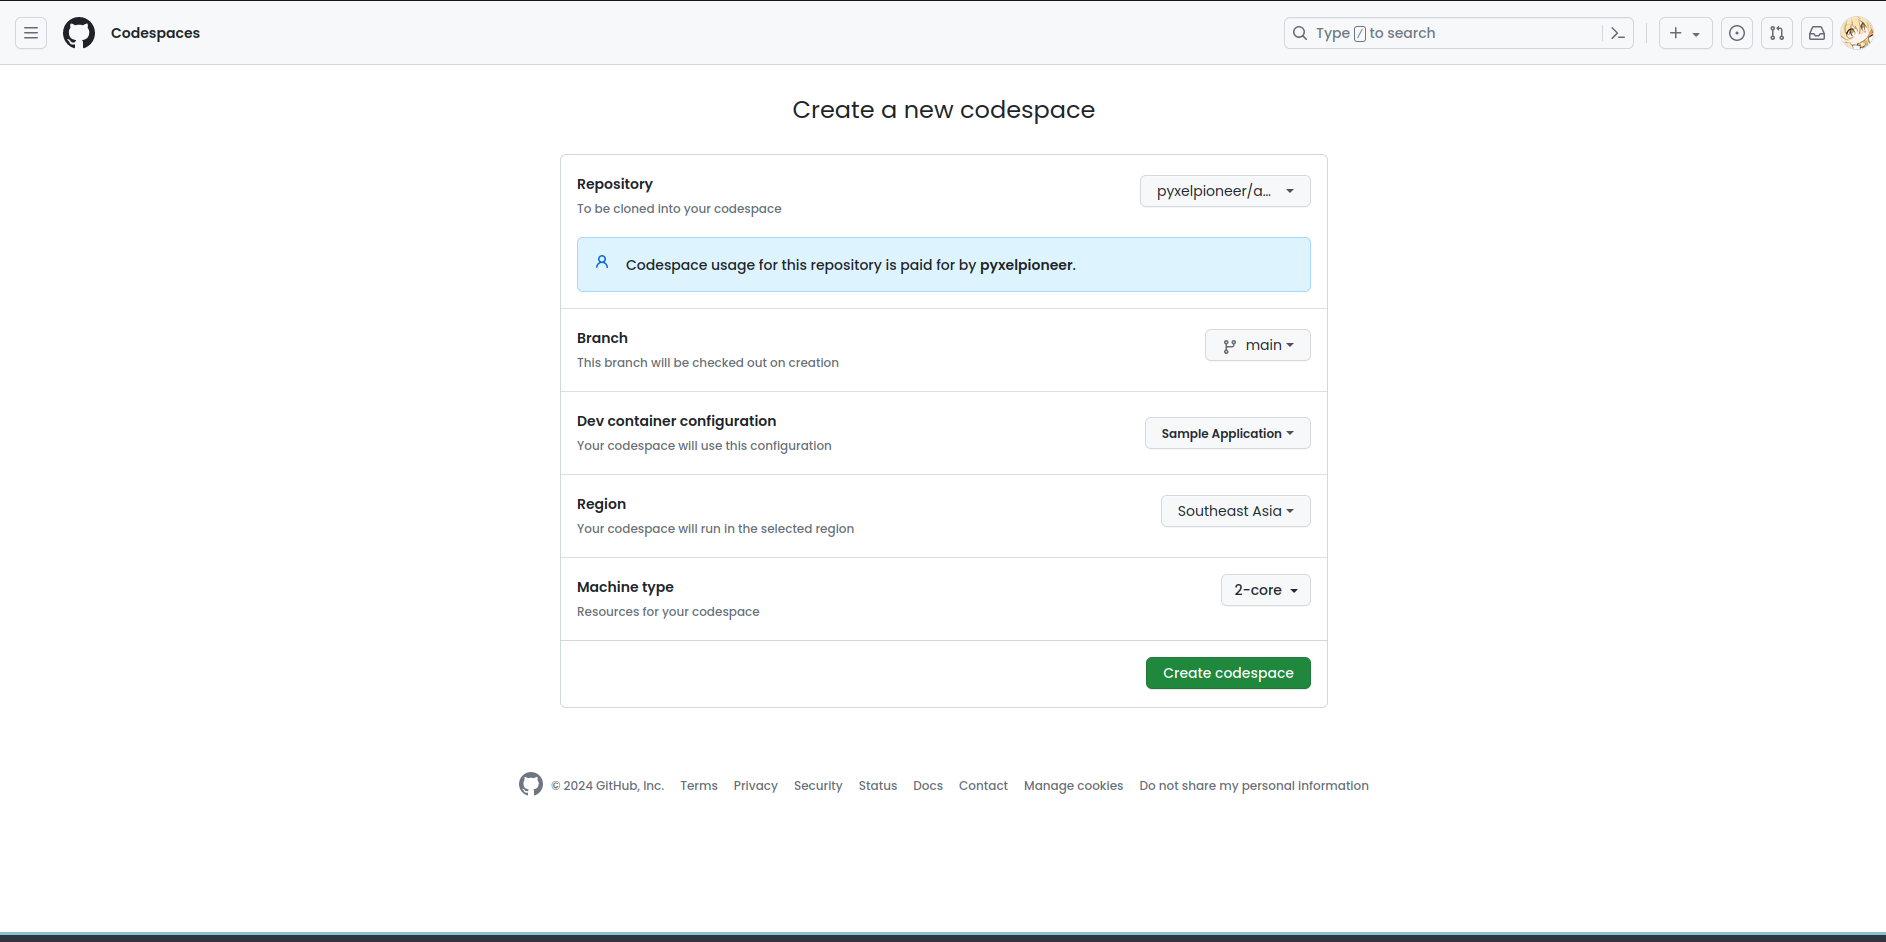 Codespaces
Type / to search
Create a new codespace
Repository
pyxelpioneer/a...
To be cloned into your codespace
Codespace usage for this repository is paid for by pyxelpioneer.
Branch
main
This branch will be checked out on creation
Dev container configuration
Sample Application
Your codespace will use this configuration
Region
Southeast Asia
Your codespace will run in the selected region
Machine type
2-core
Resources for your codespace
Create codespace
© 2024 GitHub, Inc. Terms Privacy Security Status Docs Contact Manage cookies Do not share my personal information